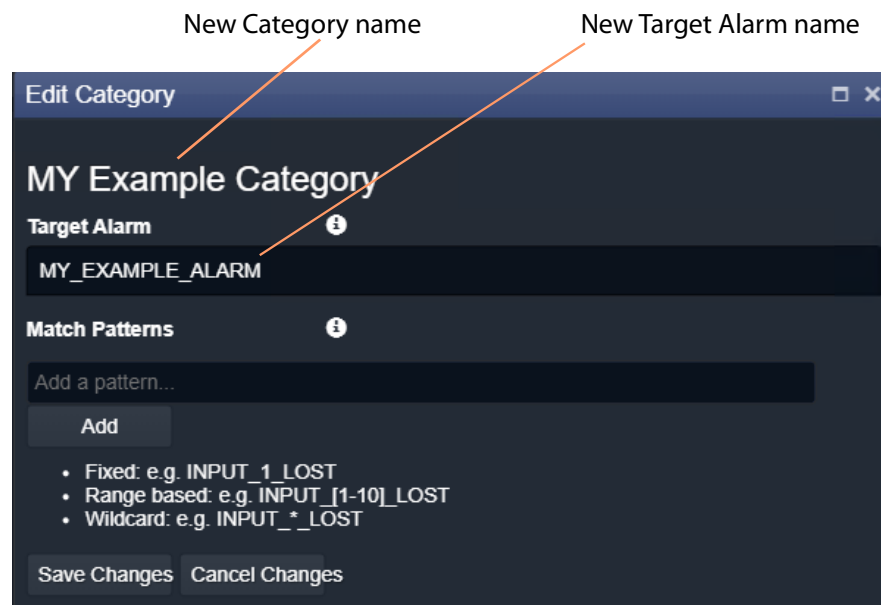 New Category name
New Target Alarm name
Edit Category
MY Example Category
Target Alarm
MY_EXAMPLE_ALARM
Match Patterns
Add a pattern...
Add
• Fixed: e.g. INPUT_1_LOST
• Range based: e.g. INPUT_[1-10]_LOST
• Wildcard: e.g. INPUT_*_LOST
Save Changes
Cancel Changes